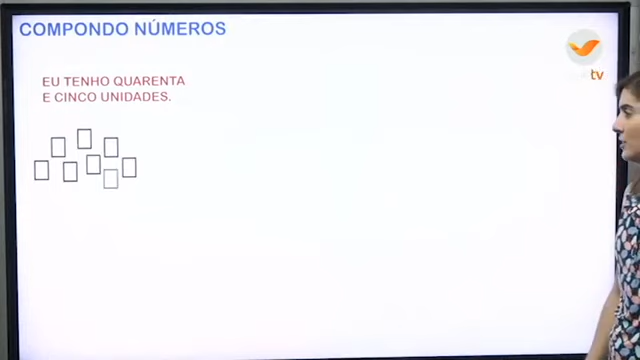 COMPONDO NÚMEROS
EU TENHO QUARENTA
E CINCO UNIDADES.
tv